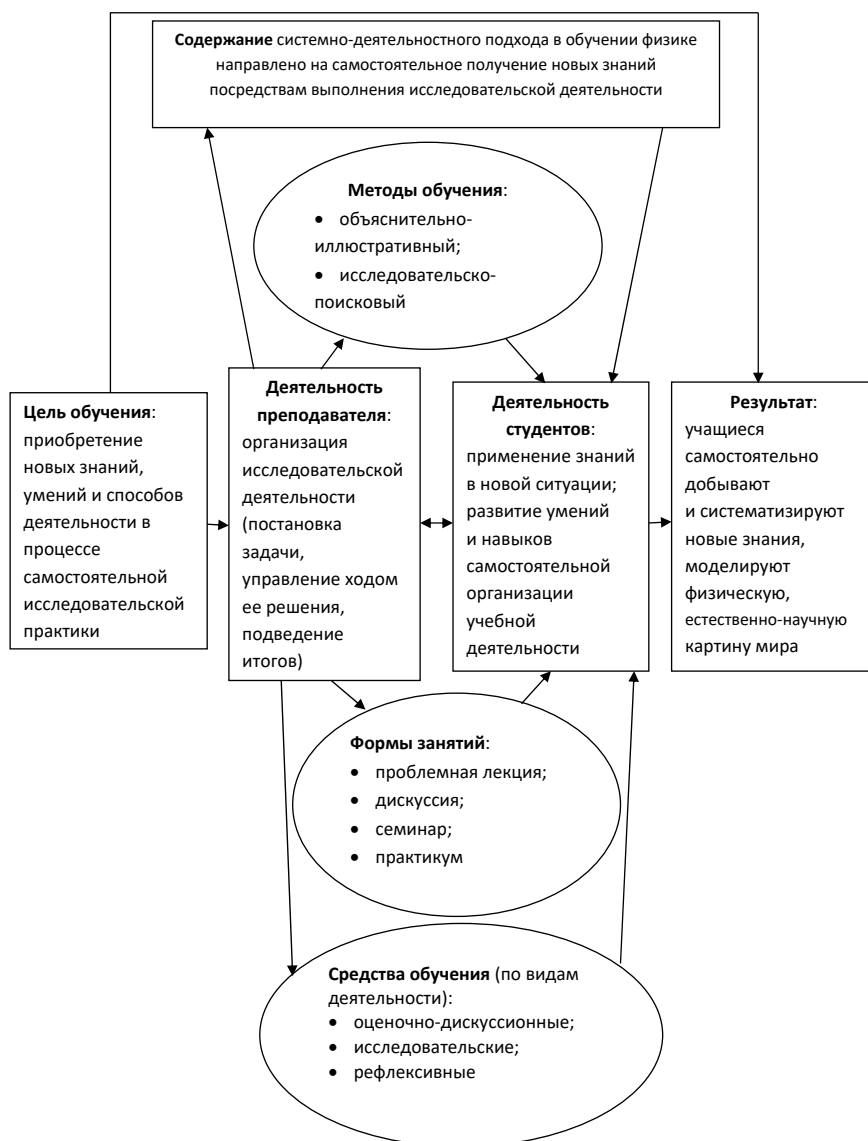 Содержание системно-деятельностного подхода в обучении физике
направлено на самостоятельное получение новых знаний
посредствам выполнения исследовательской деятельности
Методы обучения:
• объяснительно-
иллюстративный;
• исследовательско-
поисковый
Цель обучения:
приобретение
новых знаний,
умений и способов
деятельности в
процессе
самостоятельной
исследовательской
практики
Деятельность
преподавателя:
организация
исследовательской
деятельности
(постановка
задачи,
управление ходом
ее решения,
подведение
итогов)
Деятельность
студентов:
применение знаний
в новой ситуации;
развитие умений
и навыков
самостоятельной
организации
учебной
деятельности
Результат:
учащиеся
самостоятельно
добывают
и систематизируют
новые знания,
моделируют
физическую,
естественно-научную
картину мира
Формы занятий:
• проблемная лекция;
• дискуссия;
• семинар;
• практикум
Средства обучения (по видам
деятельности):
• оценочно-дискуссионные;
• исследовательские;
• рефлексивные